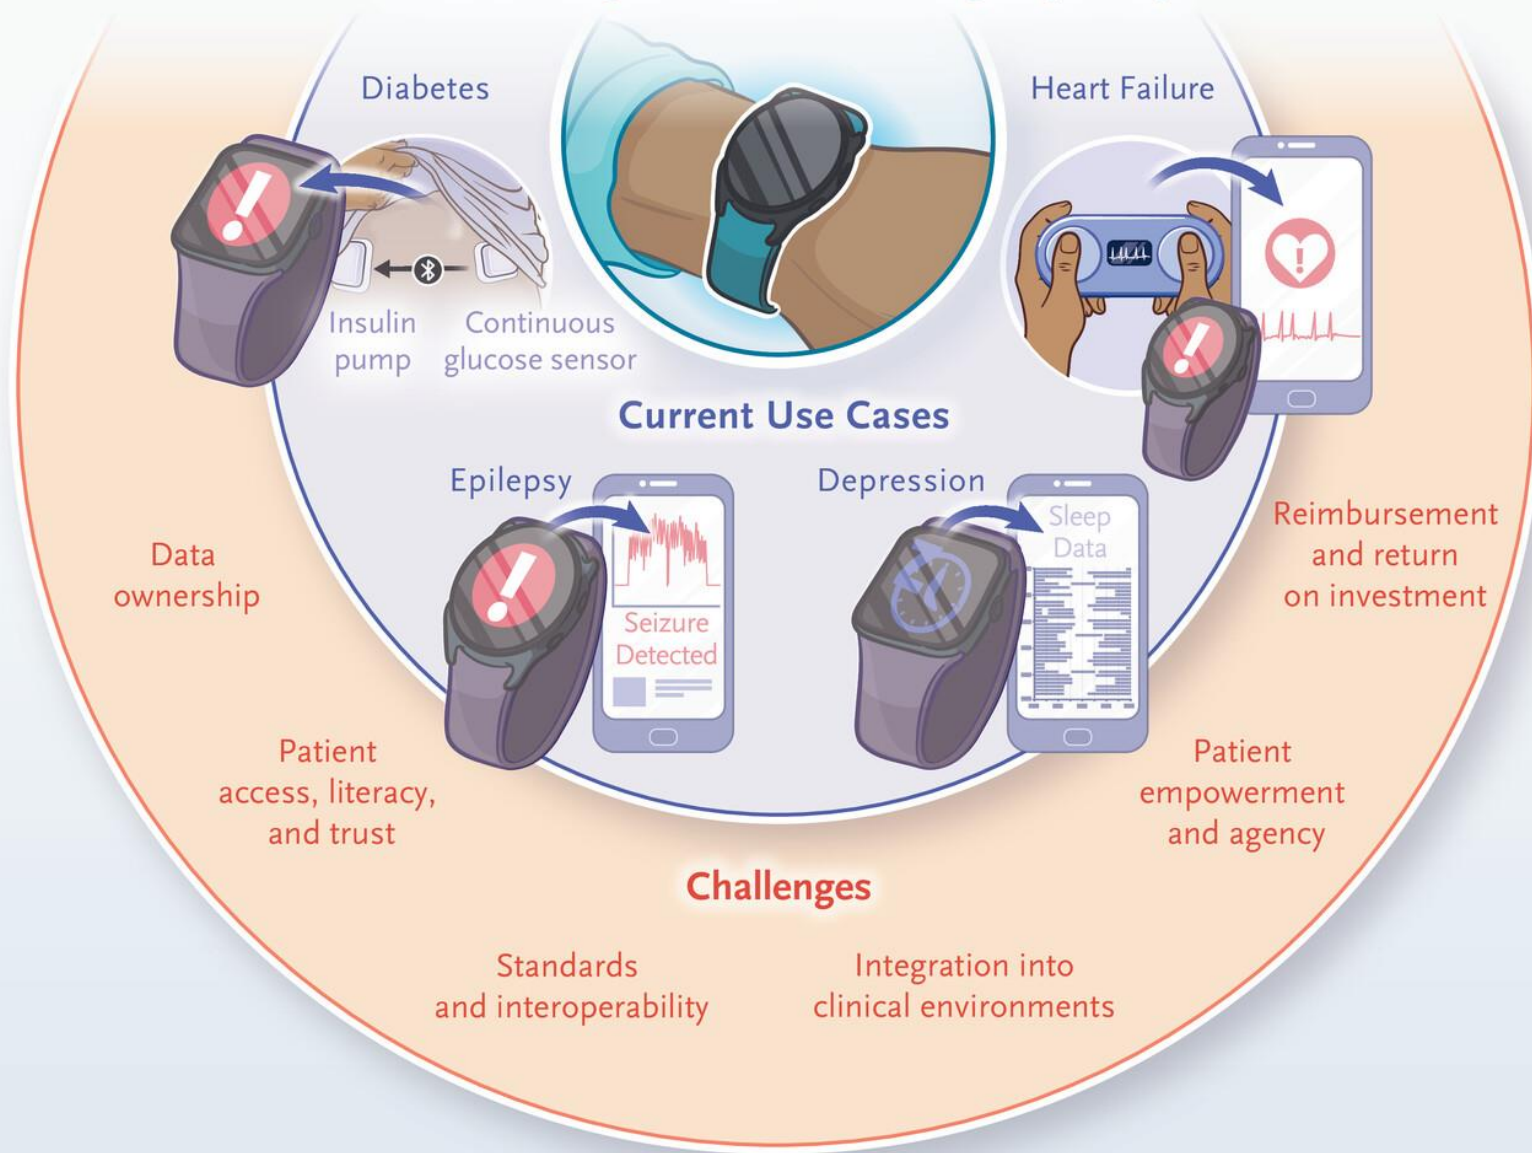 Diabetes
Heart Failure
Insulin
pump
Continuous
glucose sensor
Current Use Cases
Epilepsy
Seizure
Detected
Depression
Sleep
Data
Data
ownership
Reimbursement
and return
on investment
Patient
access, literacy,
and trust
Patient
empowerment
and agency
Challenges
Standards
and interoperability
Integration into
clinical environments